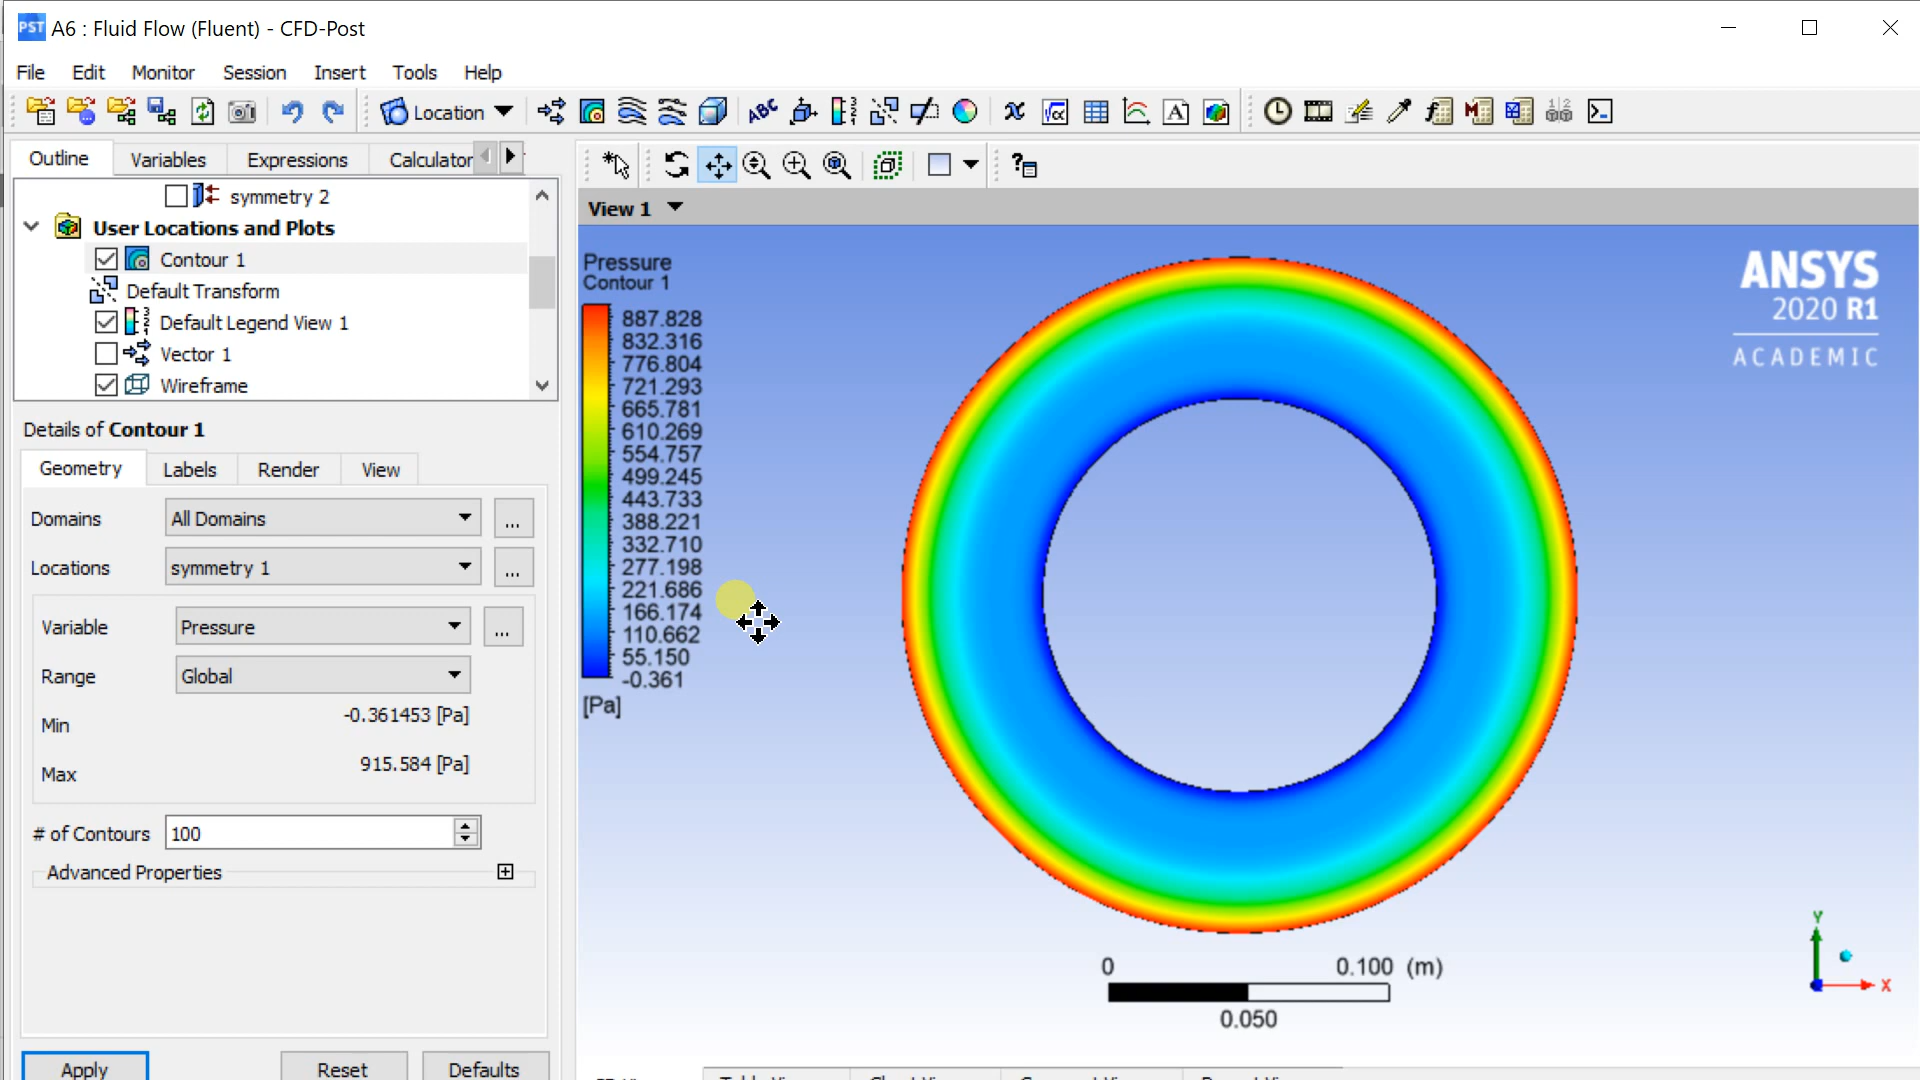 PST A6 : Fluid Flow (Fluent) - CFD-Post
File Edit Monitor Session Insert Tools Help
Location
Outline Variables Expressions Calculator
symmetry 2
User Locations and Plots
Contour 1
Default Transform
Default Legend View 1
Vector 1
Wireframe
Details of Contour 1
Geometry Labels Render View
Domains All Domains ...
Locations symmetry 1 ...
Variable Pressure ...
Range Global
Min -0.361453 [Pa]
Max 915.584 [Pa]
# of Contours 100
Advanced Properties
Apply Reset Defaults
View 1
Pressure
Contour 1
887.828
832.316
776.804
721.293
665.781
610.269
554.757
499.245
443.733
388.221
332.710
277.198
221.686
166.174
110.662
55.150
-0.361
[Pa]
ANSYS
2020 R1
ACADEMIC
0 0.100 (m)
0.050
Y
X